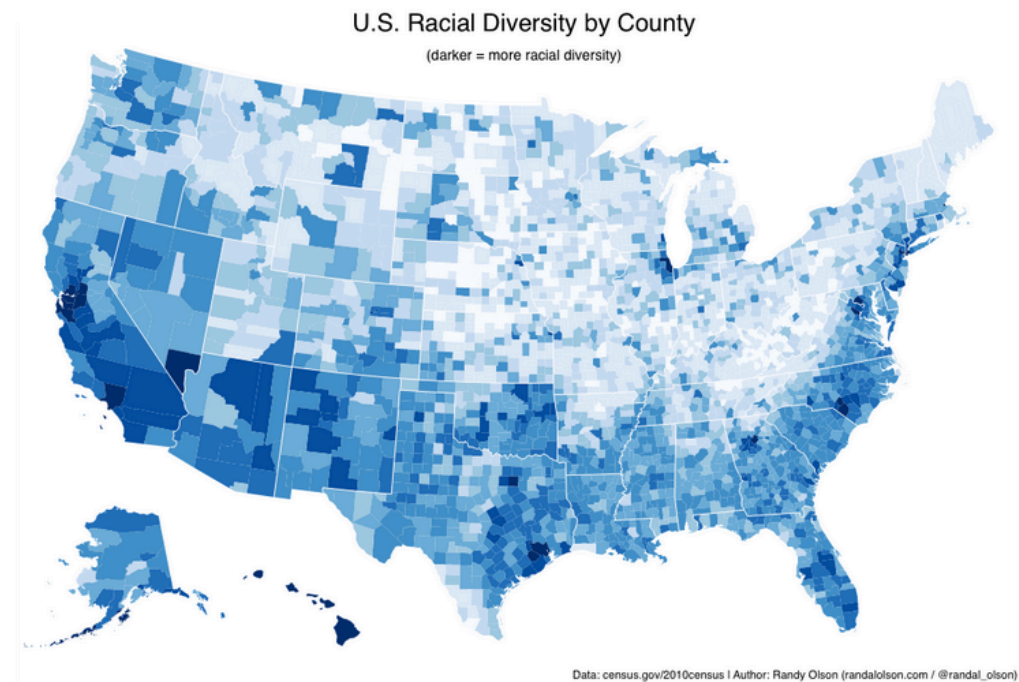 U.S. Racial Diversity by County
(darker = more racial diversity)
Data: census.gov/2010census | Author: Randy Olson (randalolson.com / @randal_olson)